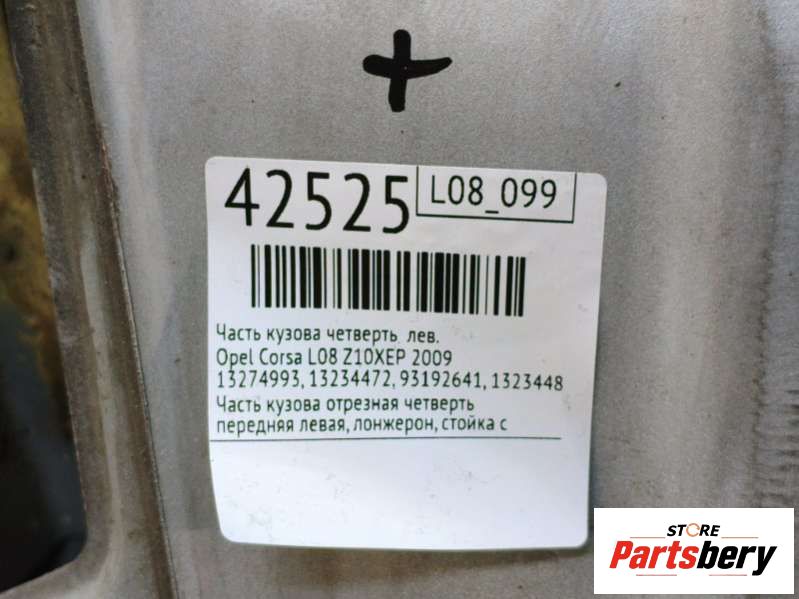 42525
L08_099
Часть кузова четверть лев.
Opel Corsa L08 Z10XEP 2009
13274993, 13234472, 93192641, 1323448
Часть кузова отрезная четверть
передняя левая, лонжерон, стойка с
STORE
Partsbery